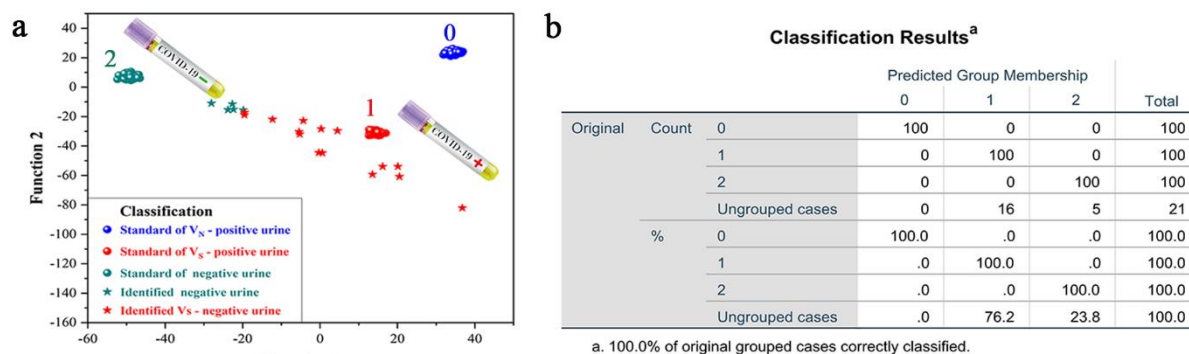 a
40
20
0
-20
-40
-60
-80
-100
-120
-140
-160
Function 2
0
2
1
COVID-19 -
COVID-19 +
Classification
Standard of V_N - positive urine
Standard of V_S - positive urine
Standard of negative urine
Identified negative urine
Identified Vs - negative urine
-60 -40 -20 0 20 40
b
Classification Results^a
Predicted Group Membership
0 1 2 Total
Original Count 0 100 0 0 100
1 0 100 0 100
2 0 0 100 100
Ungrouped cases 0 16 5 21
% 0 100.0 .0 .0 100.0
1 .0 100.0 .0 100.0
2 .0 .0 100.0 100.0
Ungrouped cases .0 76.2 23.8 100.0
a. 100.0% of original grouped cases correctly classified.